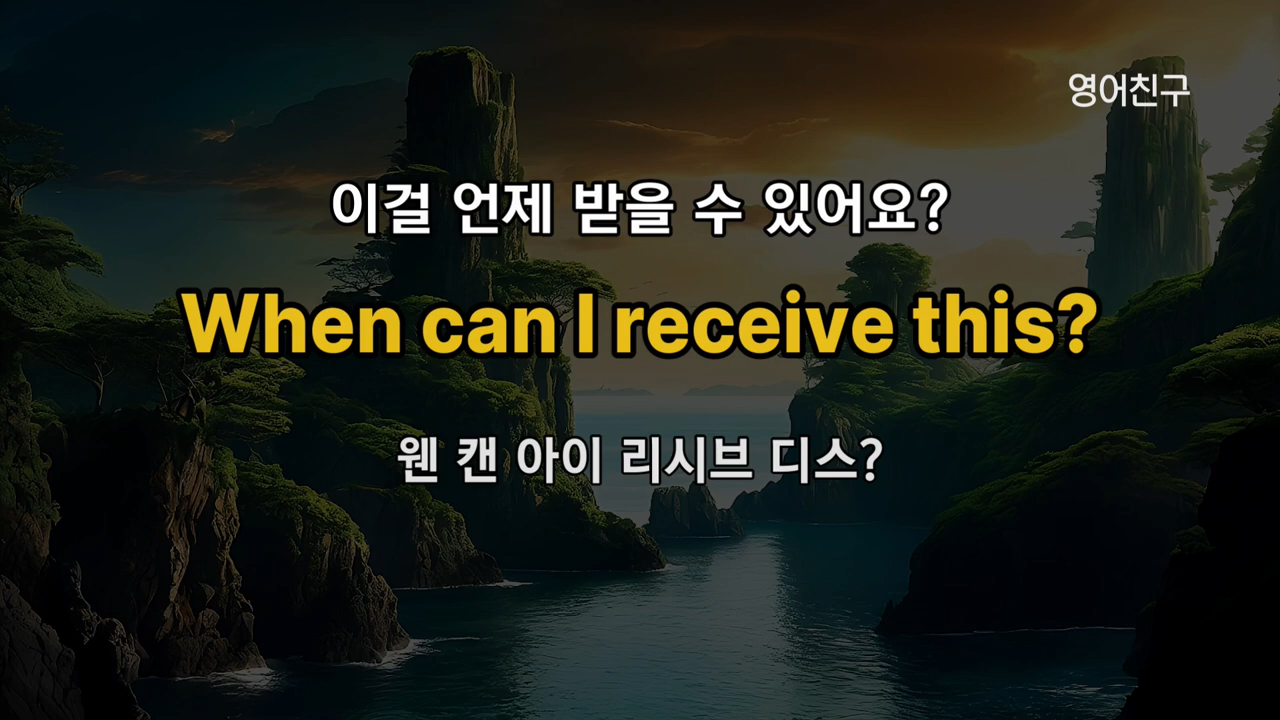 영어친구
이걸 언제 받을 수 있어요?
When can I receive this?
웬 캔 아이 리시브 디스?